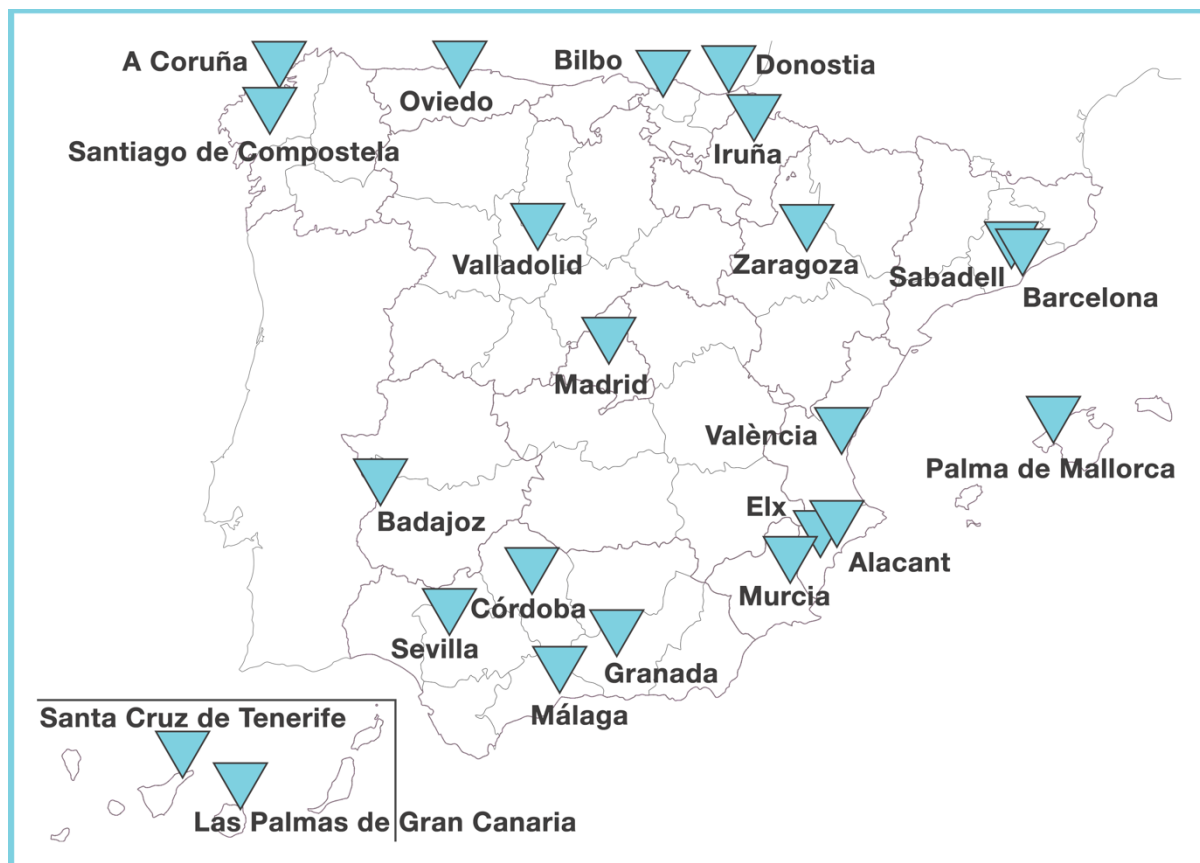 A Coruña
Bilbo
Donostia
Oviedo
Santiago de Compostela
Iruña
Valladolid
Zaragoza
Sabadell
Barcelona
Madrid
València
Palma de Mallorca
Elx
Badajoz
Alacant
Murcia
Córdoba
Sevilla
Granada
Málaga
Santa Cruz de Tenerife
Las Palmas de Gran Canaria